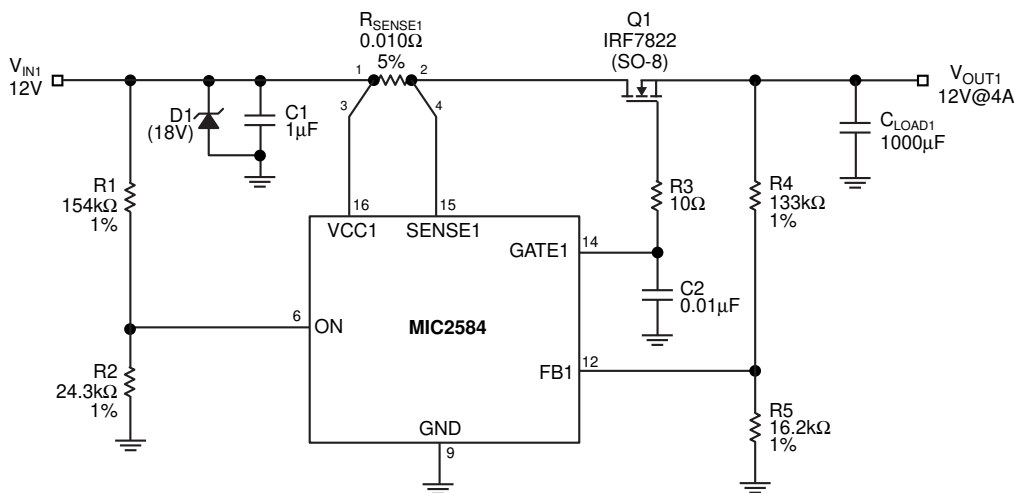 R_SENSE1
0.010Ω
5%
Q1
IRF7822
(SO-8)
V_IN1
12V
1
2
3
4
V_OUT1
12V@4A
D1
(18V)
C1
1μF
C_LOAD1
1000μF
R1
154kΩ
1%
R3
10Ω
R4
133kΩ
1%
16
15
VCC1
SENSE1
GATE1
14
C2
0.01μF
6
ON
MIC2584
FB1
12
R2
24.3kΩ
1%
R5
16.2kΩ
1%
GND
9